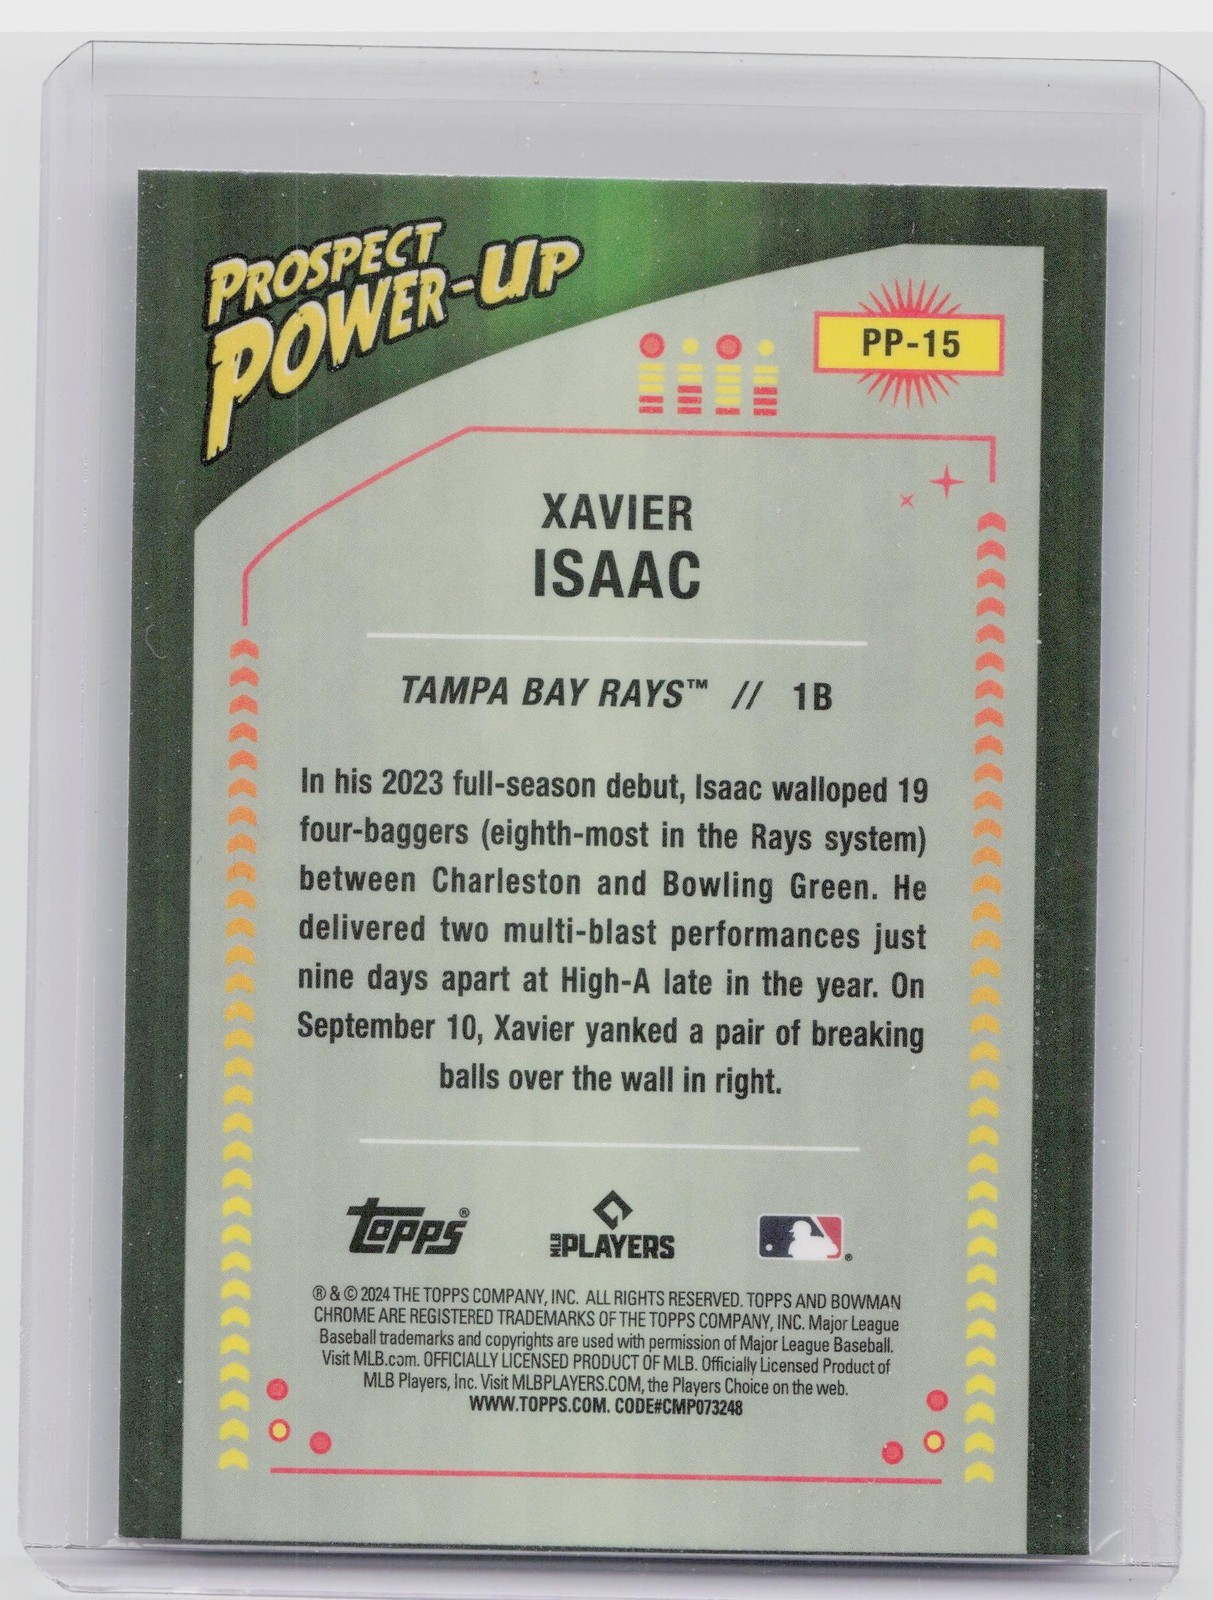 PROSPECT
POWER-UP
PP-15
XAVIER
ISAAC
TAMPA BAY RAYS™ // 1B
In his 2023 full-season debut, Isaac walloped 19
four-baggers (eighth-most in the Rays system)
between Charleston and Bowling Green. He
delivered two multi-blast performances just
nine days apart at High-A late in the year. On
September 10, Xavier yanked a pair of breaking
balls over the wall in right.
topps®
MLB PLAYERS
®
® & © 2024 THE TOPPS COMPANY, INC. ALL RIGHTS RESERVED. TOPPS AND BOWMAN
CHROME ARE REGISTERED TRADEMARKS OF THE TOPPS COMPANY, INC. Major League
Baseball trademarks and copyrights are used with permission of Major League Baseball.
Visit MLB.com. OFFICIALLY LICENSED PRODUCT OF MLB. Officially Licensed Product of
MLB Players, Inc. Visit MLBPLAYERS.COM, the Players Choice on the web.
WWW.TOPPS.COM. CODE#CMP073248